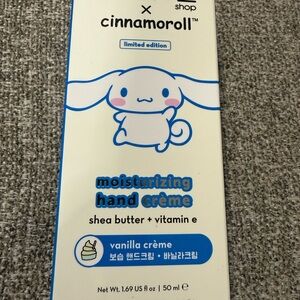 shop
×
cinnamoroll™
limited edition
moisturizing
hand crème
shea butter + vitamin e
vanilla crème
보습 핸드크림 • 바닐라크림
Net Wt. 1.69 US fl oz | 50 ml ℮